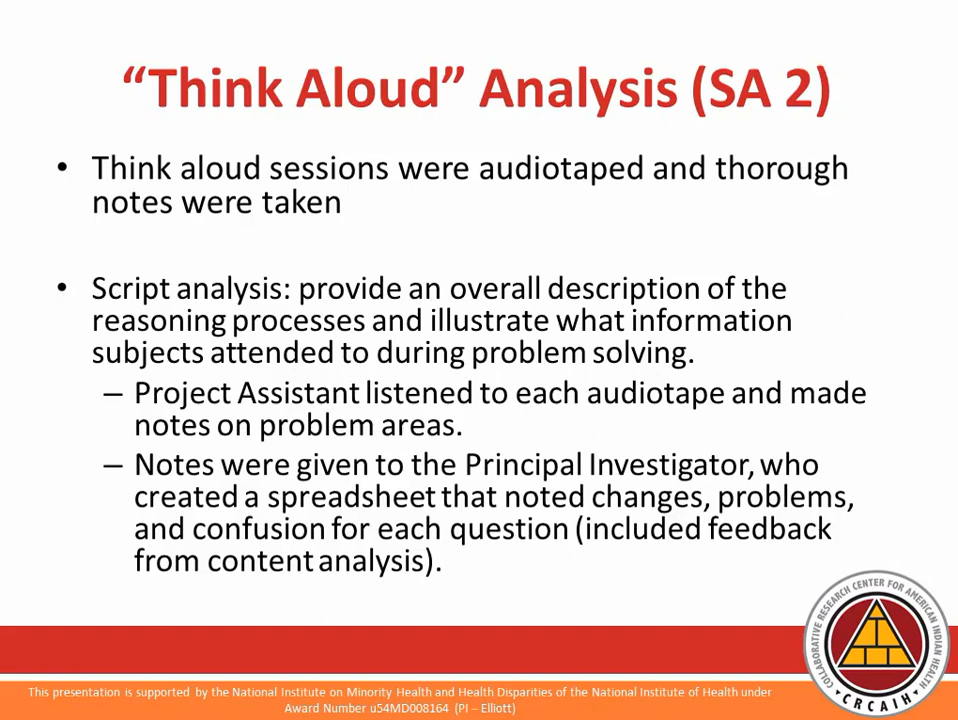 “Think Aloud” Analysis (SA 2)
• Think aloud sessions were audiotaped and thorough
notes were taken
• Script analysis: provide an overall description of the
reasoning processes and illustrate what information
subjects attended to during problem solving.
– Project Assistant listened to each audiotape and made
notes on problem areas.
– Notes were given to the Principal Investigator, who
created a spreadsheet that noted changes, problems,
and confusion for each question (included feedback
from content analysis).
COLLABORATIVE RESEARCH CENTER FOR AMERICAN INDIAN HEALTH
CRCAIH
This presentation is supported by the National Institute on Minority Health and Health Disparities of the National Institute of Health under
Award Number u54MD008164 (PI – Elliott)